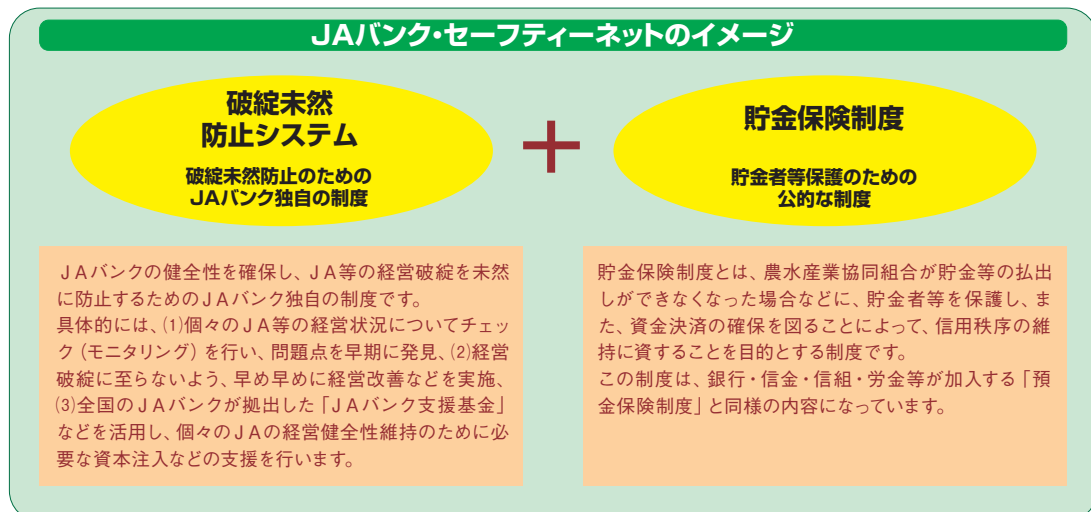 JAバンク・セーフティーネットのイメージ
破綻未然
防止システム
破綻未然防止のための
JAバンク独自の制度
+
貯金保険制度
貯金者等保護のための
公的な制度
JAバンクの健全性を確保し、JA等の経営破綻を未然
に防止するためのJAバンク独自の制度です。
具体的には、⑴個々のJA等の経営状況についてチェッ
ク(モニタリング)を行い、問題点を早期に発見、⑵経営
破綻に至らないよう、早め早めに経営改善などを実施、
⑶全国のJAバンクが拠出した「JAバンク支援基金」
などを活用し、個々のJAの経営健全性維持のために必
要な資本注入などの支援を行います。
貯金保険制度とは、農水産業協同組合が貯金等の払出
しができなくなった場合などに、貯金者等を保護し、ま
た、資金決済の確保を図ることによって、信用秩序の維
持に資することを目的とする制度です。
この制度は、銀行・信金・信組・労金等が加入する「預
金保険制度」と同様の内容になっています。